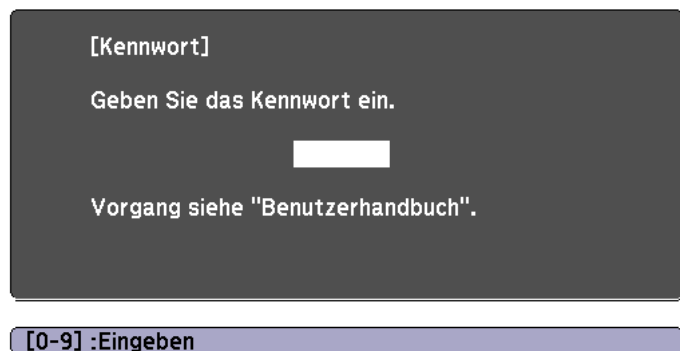 [Kennwort]
Geben Sie das Kennwort ein.
Vorgang siehe "Benutzerhandbuch".
[0-9] :Eingeben